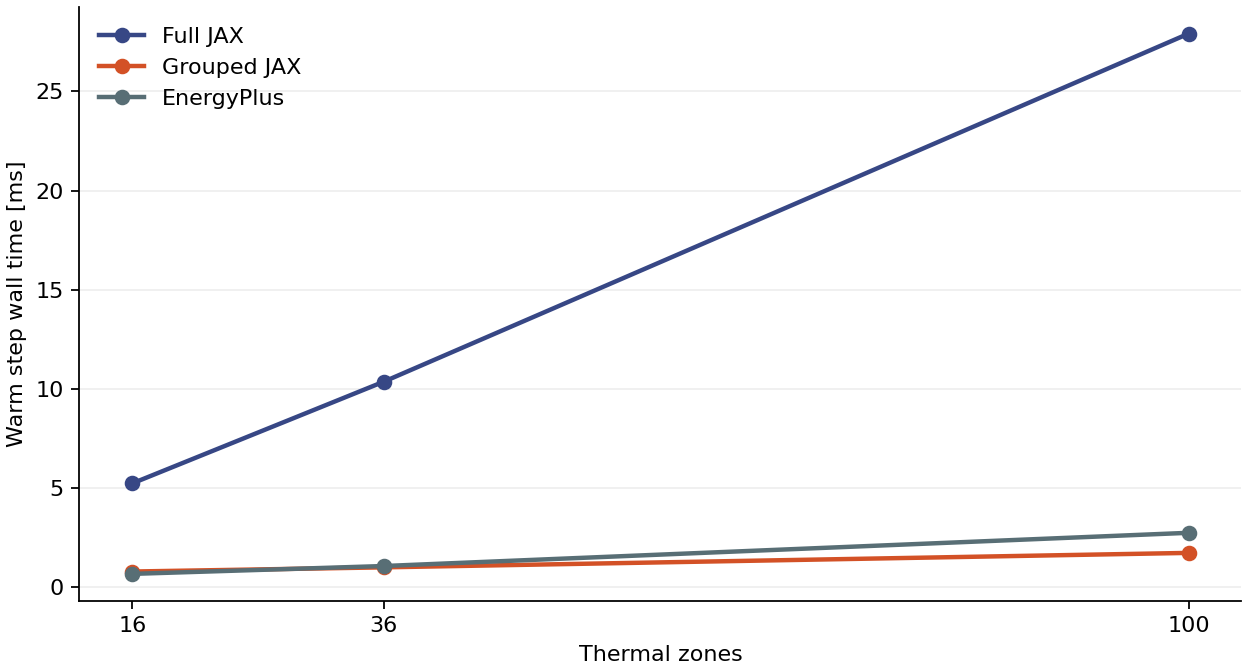 Full JAX
Grouped JAX
EnergyPlus
Warm step wall time [ms]
25
20
15
10
5
0
16 36 100
Thermal zones